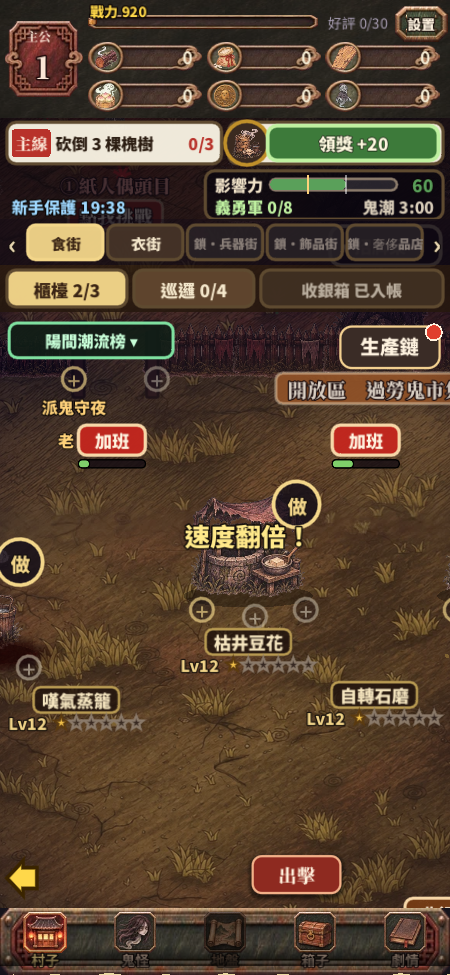 戰力.920
好評 0/30
設置
主公
1
0
0
0
0
0
0
主線 砍倒 3 棵槐樹 0/3
領獎 +20
紙人偶頭目
影響力 60
新手保護 19:38
義勇軍 0/8
鬼潮 3:00
食街
衣街
鎖・兵器街
鎖・飾品街
鎖・奢侈品店
櫃檯 2/3
巡邏 0/4
收銀箱 已入帳
陽間潮流榜 ▾
生產鏈
派鬼守夜
開放區 過勞鬼市
老
加班
加班
做
速度翻倍！
做
枯井豆花
Lv12
嘆氣蒸籠
Lv12
自轉石磨
Lv12
出擊
村子
鬼怪
地盤
箱子
劇情